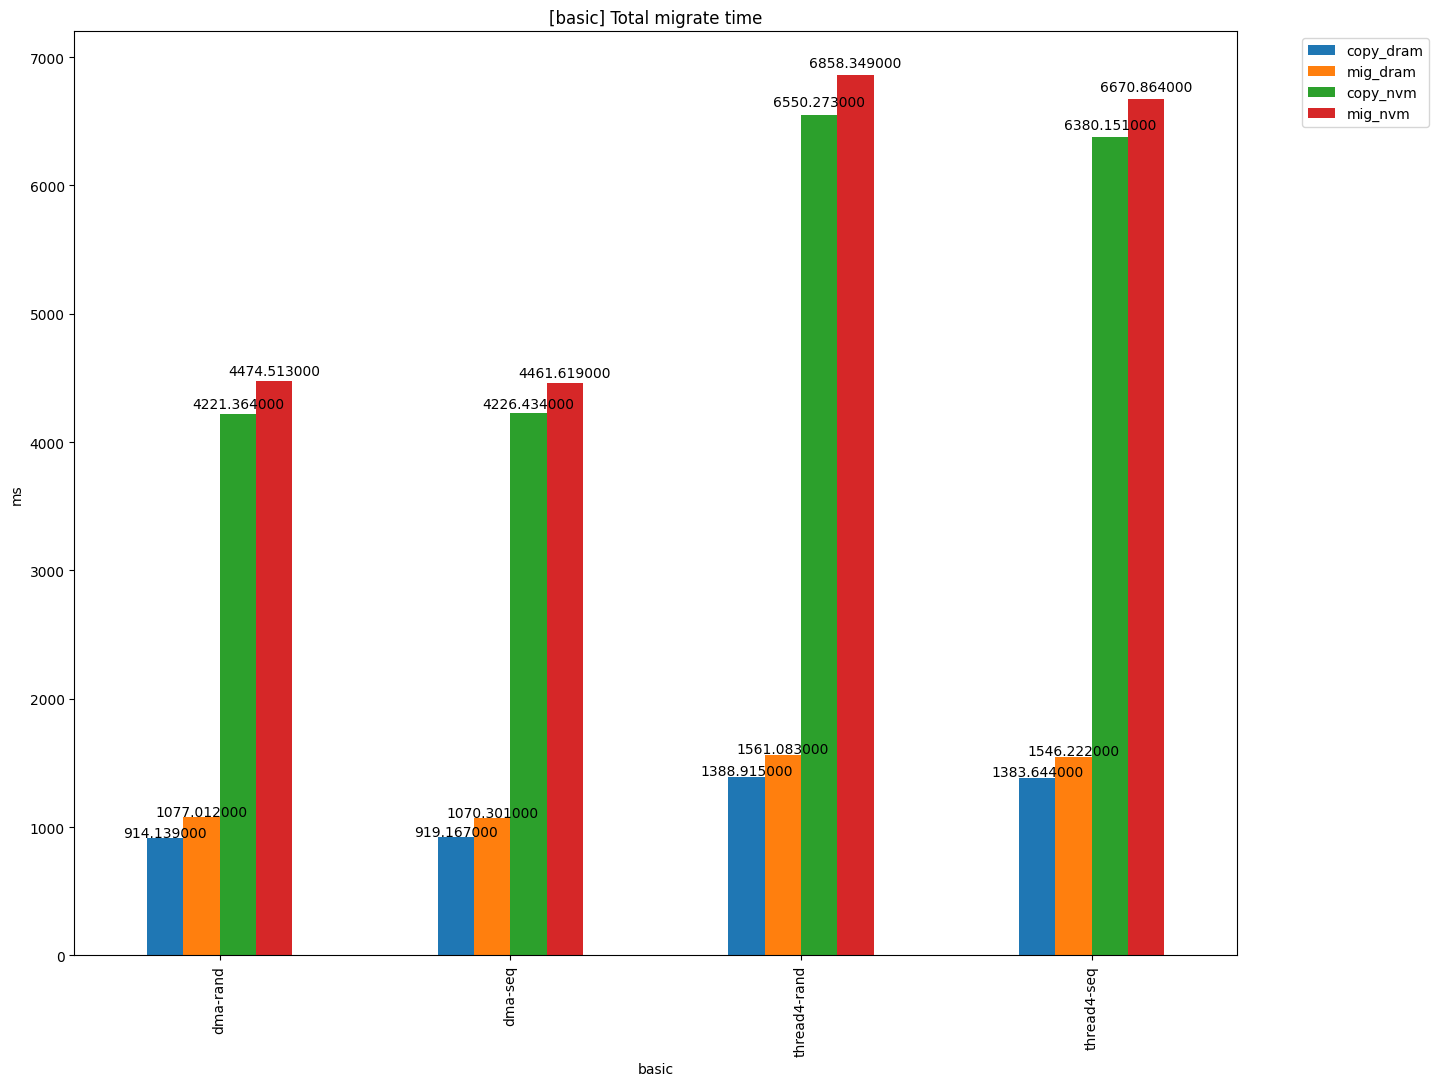 [basic] Total migrate time
copy_dram
mig_dram
copy_nvm
mig_nvm
ms
7000
6000
5000
4000
3000
2000
1000
0
914.139000
1077.012000
4221.364000
4474.513000
919.167000
1070.301000
4226.434000
4461.619000
1388.915000
1561.083000
6550.273000
6858.349000
1383.644000
1546.222000
6380.151000
6670.864000
dma-rand
dma-seq
thread4-rand
thread4-seq
basic